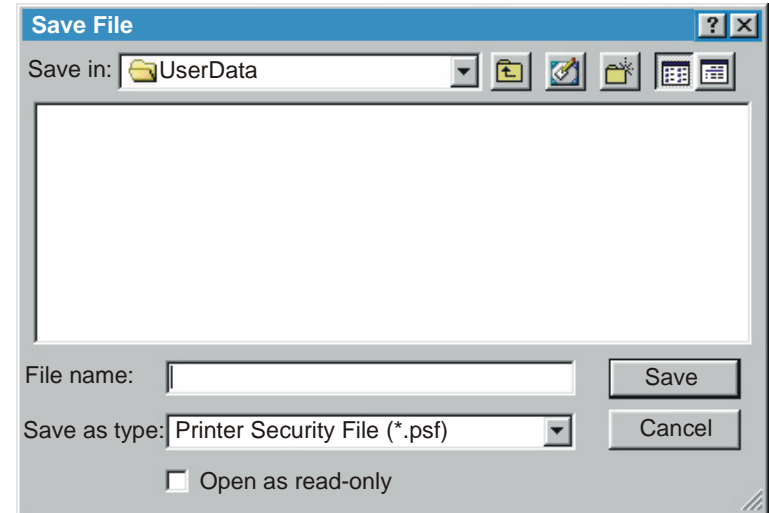 Save File
Save in: UserData
File name:
Save
Save as type: Printer Security File (*.psf)
Cancel
Open as read-only